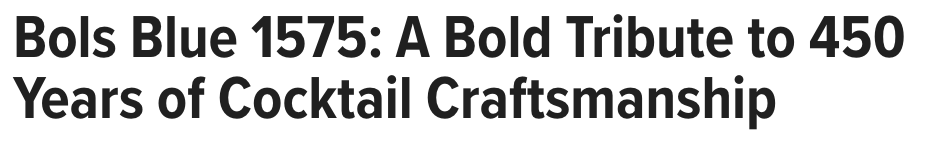 Bols Blue 1575: A Bold Tribute to 450
Years of Cocktail Craftsmanship